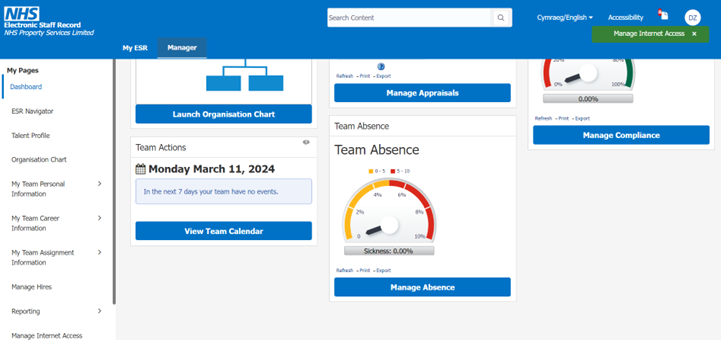 NHS
Electronic Staff Record
NHS Property Services Limited
Search Content
Cymraeg/English
Accessibility
DZ
Manage Internet Access ×
My ESR
Manager
My Pages
Dashboard
ESR Navigator
Talent Profile
Organisation Chart
My Team Personal
Information
My Team Career
Information
My Team Assignment
Information
Manage Hires
Reporting
Manage Internet Access
Launch Organisation Chart
Team Actions
Monday March 11, 2024
In the next 7 days your team have no events.
View Team Calendar
Refresh - Print - Export
Manage Appraisals
Team Absence
Team Absence
0 - 5
5 - 10
0
2%
4%
6%
8%
10%
Sickness: 0.00%
Refresh - Print - Export
Manage Absence
20%
80%
0%
100%
0.00%
Refresh - Print - Export
Manage Compliance